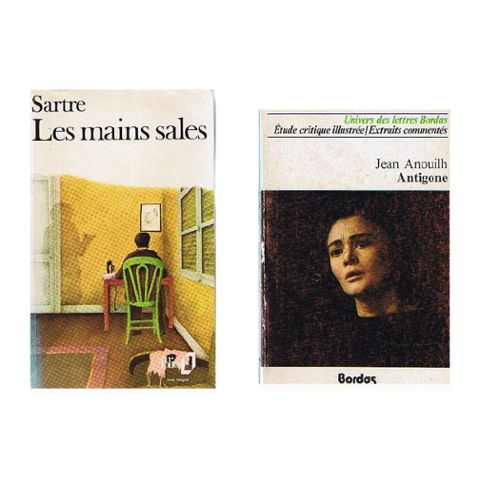 Sartre
Les mains sales
Univers des lettres Bordas
Étude critique illustrée/Extraits commentés
Jean Anouilh
Antigone
Bordas